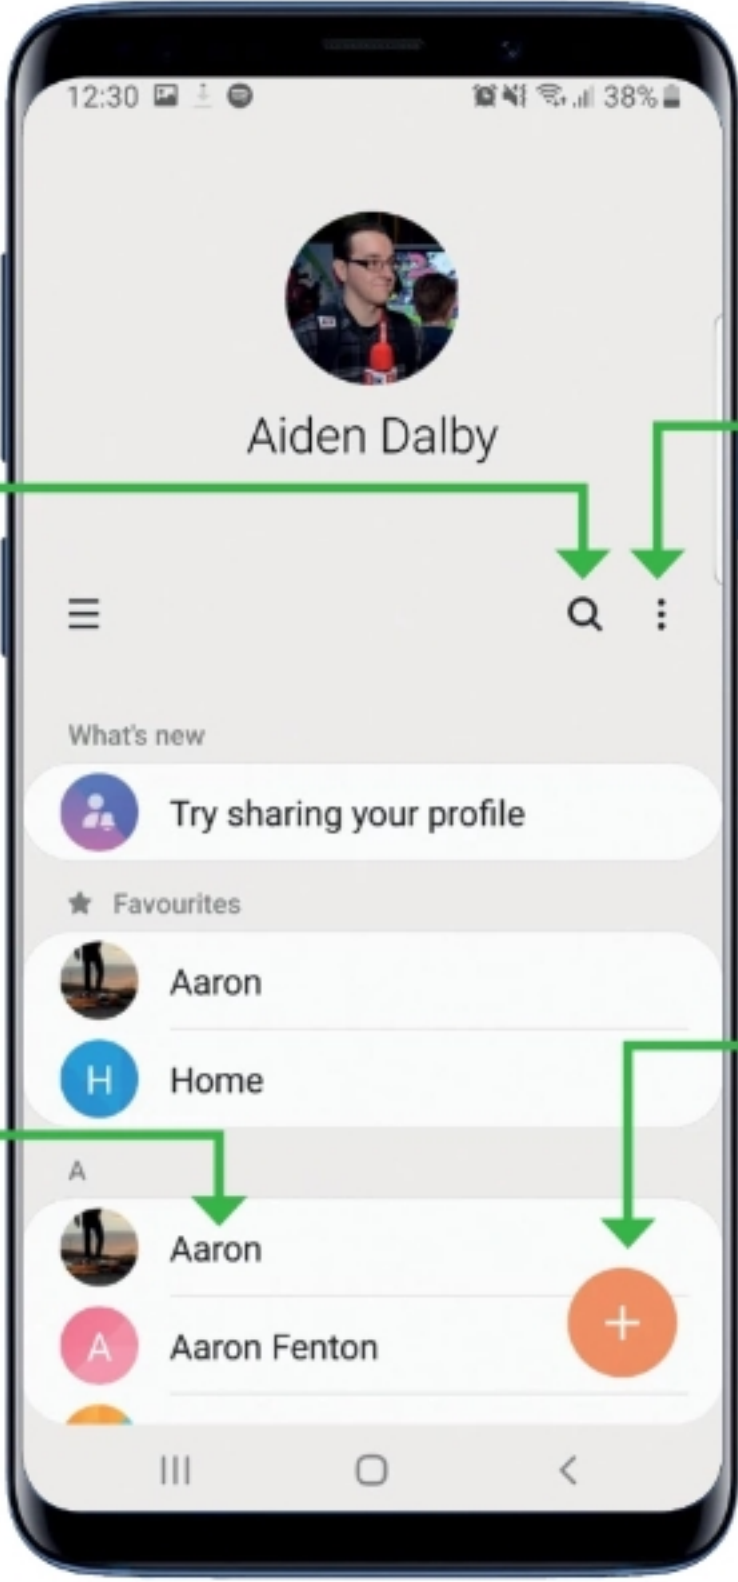 12:30 38%
Aiden Dalby
What's new
Try sharing your profile
Favourites
Aaron
H Home
A
Aaron
A Aaron Fenton